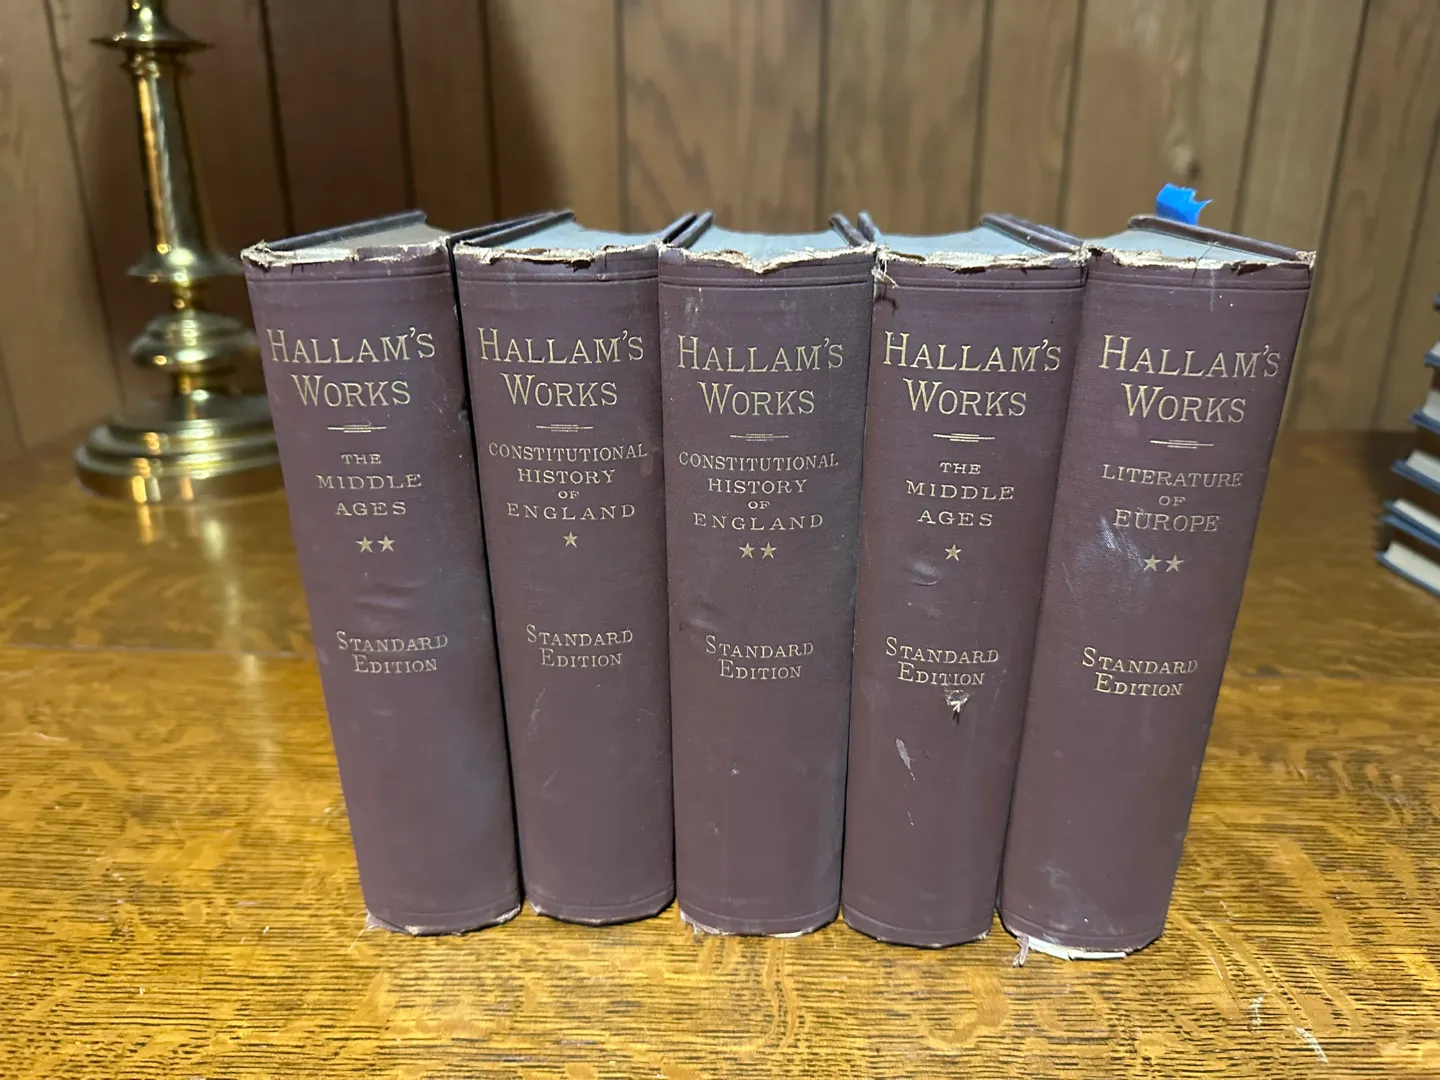 HALLAM'S
WORKS
THE
MIDDLE
AGES
★★
STANDARD
EDITION
HALLAM'S
WORKS
CONSTITUTIONAL
HISTORY
OF
ENGLAND
★
STANDARD
EDITION
HALLAM'S
WORKS
CONSTITUTIONAL
HISTORY
OF
ENGLAND
★★
STANDARD
EDITION
HALLAM'S
WORKS
THE
MIDDLE
AGES
★
STANDARD
EDITION
HALLAM'S
WORKS
LITERATURE
OF
EUROPE
★★
STANDARD
EDITION